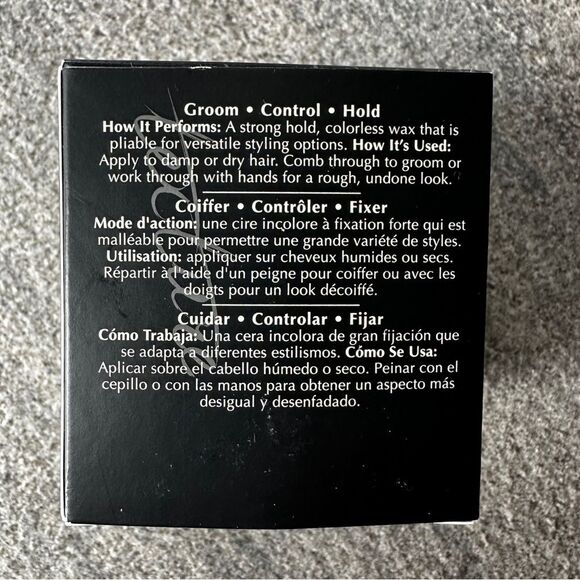 Groom • Control • Hold
How It Performs: A strong hold, colorless wax that is
pliable for versatile styling options. How It's Used:
Apply to damp or dry hair. Comb through to groom or
work through with hands for a rough, undone look.
Coiffer • Contrôler • Fixer
Mode d'action: une cire incolore à fixation forte qui est
malléable pour permettre une grande variété de styles.
Utilisation: appliquer sur cheveux humides ou secs.
Répartir à l'aide d'un peigne pour coiffer ou avec les
doigts pour un look décoiffé.
Cuidar • Controlar • Fijar
Cómo Trabaja: Una cera incolora de gran fijación que
se adapta a diferentes estilismos. Cómo Se Usa:
Aplicar sobre el cabello húmedo o seco. Peinar con el
cepillo o con las manos para obtener un aspecto más
desigual y desenfadado.